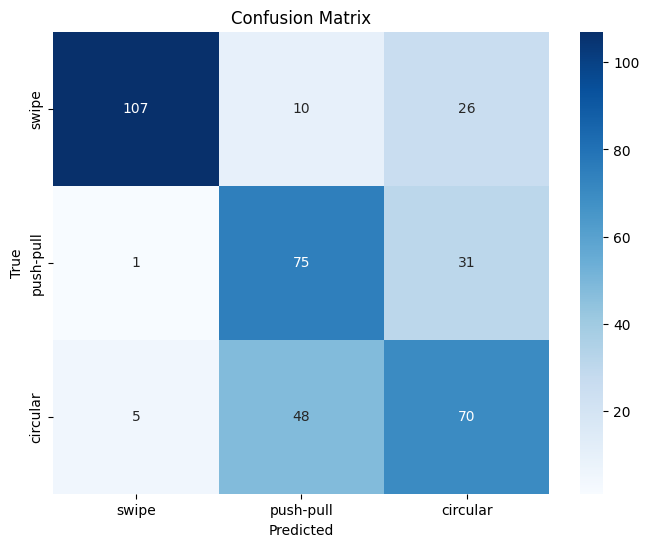 Confusion Matrix
swipe 107 10 26
push-pull 1 75 31
circular 5 48 70
True
swipe push-pull circular
Predicted
100
80
60
40
20